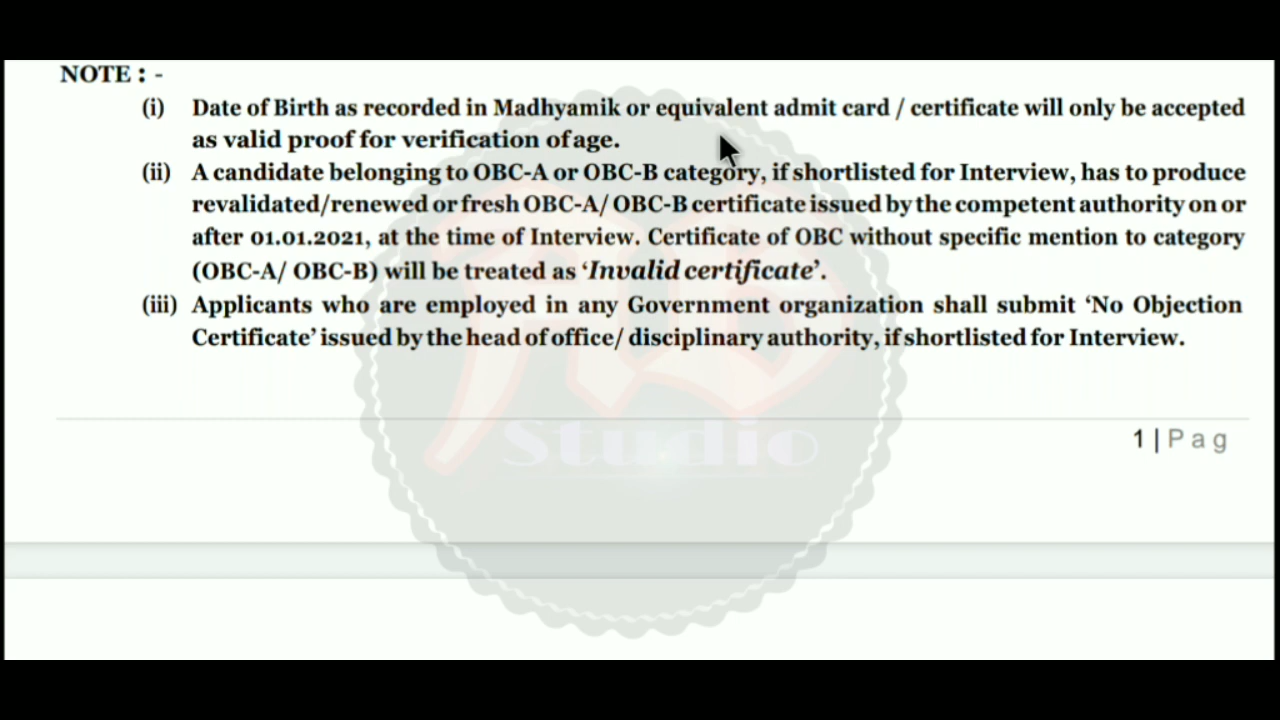 NOTE : -
(i) Date of Birth as recorded in Madhyamik or equivalent admit card / certificate will only be accepted
as valid proof for verification of age.
(ii) A candidate belonging to OBC-A or OBC-B category, if shortlisted for Interview, has to produce
revalidated/renewed or fresh OBC-A/ OBC-B certificate issued by the competent authority on or
after 01.01.2021, at the time of Interview. Certificate of OBC without specific mention to category
(OBC-A/ OBC-B) will be treated as ‘Invalid certificate’.
(iii) Applicants who are employed in any Government organization shall submit ‘No Objection
Certificate’ issued by the head of office/ disciplinary authority, if shortlisted for Interview.
Studio
1 | P a g